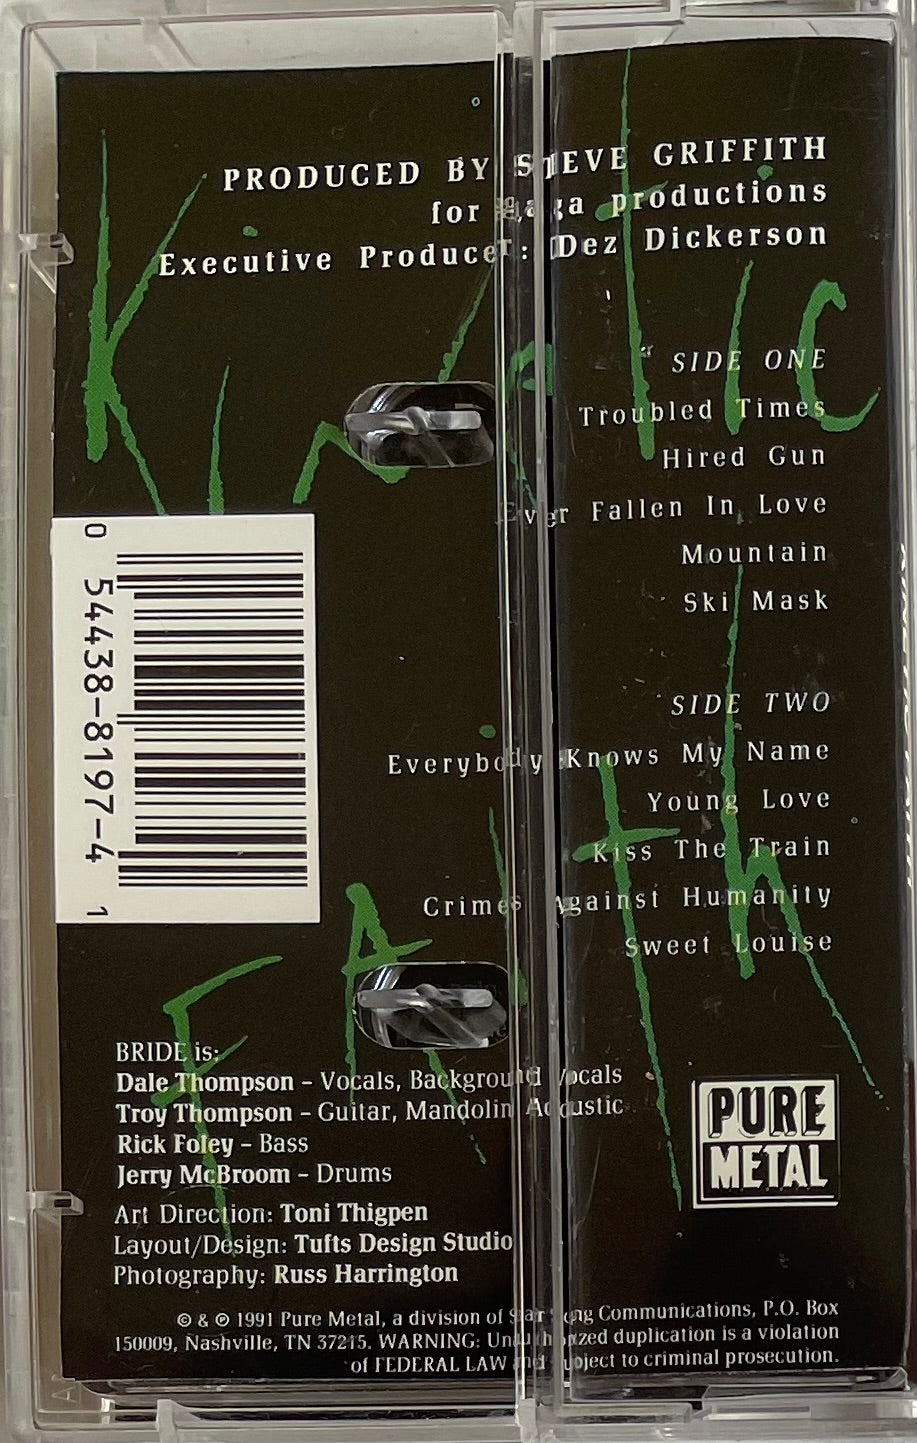 PRODUCED BY STEVE GRIFFITH
for gaga productions
Executive Producer: Dez Dickerson
KiNeTic
SIDE ONE
Troubled Times
Hired Gun
Ever Fallen In Love
Mountain
Ski Mask
0 54438-8197-4 1
SIDE TWO
Everybody Knows My Name
Young Love
Kiss The Train
Crimes Against Humanity
Sweet Louise
FAiTh
BRIDE is:
Dale Thompson – Vocals, Background Vocals
Troy Thompson – Guitar, Mandolin Acoustic
Rick Foley – Bass
Jerry McBroom – Drums
PURE
METAL
Art Direction: Toni Thigpen
Layout/Design: Tufts Design Studio
Photography: Russ Harrington
© & ℗ 1991 Pure Metal, a division of Star Song Communications, P.O. Box
150009, Nashville, TN 37215. WARNING: Unauthorized duplication is a violation
of FEDERAL LAW and subject to criminal prosecution.